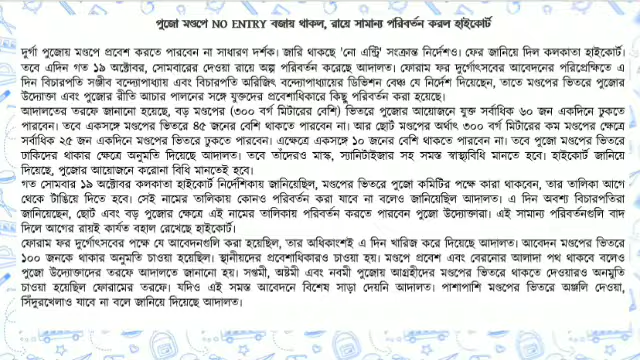 পুজো মণ্ডপে NO ENTRY বজায় থাকল, রায়ে সামান্য পরিবর্তন করল হাইকোর্ট
দুর্গা পুজোয় মণ্ডপে প্রবেশ করতে পারবেন না সাধারণ দর্শক। জারি থাকছে 'নো এন্ট্রি' সংক্রান্ত নির্দেশও। ফের জানিয়ে দিল কলকাতা হাইকোর্ট।
তবে এদিন গত ১৯ অক্টোবর, সোমবারের দেওয়া রায়ে অল্প পরিবর্তন করেছে আদালত। ফোরাম ফর দুর্গোৎসবের আবেদনের পরিপ্রেক্ষিতে এ
দিন বিচারপতি সঞ্জীব বন্দ্যোপাধ্যায় এবং বিচারপতি অরিজিৎ বন্দ্যোপাধ্যায়ের ডিভিশন বেঞ্চ যে নির্দেশ দিয়েছেন, তাতে মণ্ডপের ভিতরে পুজোর
উদ্যোক্তা এবং পুজোর রীতি আচার পালনের সঙ্গে যুক্তদের প্রবেশাধিকারে কিছু পরিবর্তন করা হয়েছে।
আদালতের তরফে জানানো হয়েছে, বড় মণ্ডপের (৩০০ বর্গ মিটারের বেশি) ভিতরে পুজোর আয়োজনে যুক্ত সর্বাধিক ৬০ জন একদিনে ঢুকতে
পারবেন। তবে একসঙ্গে মণ্ডপের ভিতরে ৪৫ জনের বেশি থাকতে পারবেন না। আর ছোট মণ্ডপের অর্থাৎ ৩০০ বর্গ মিটারের কম মণ্ডপের ক্ষেত্রে
সর্বাধিক ২৫ জন একদিনে মণ্ডপের ভিতরে ঢুকতে পারবেন। এক্ষেত্রে একসঙ্গে ১০ জনের বেশি থাকতে পারবেন না। তবে পুজো মণ্ডপের ভিতরে
ঢাকিদের থাকার ক্ষেত্রে অনুমতি দিয়েছে আদালত। তবে তাঁদেরও মাস্ক, স্যানিটাইজার সহ সমস্ত স্বাস্থ্যবিধি মানতে হবে। হাইকোর্ট জানিয়ে
দিয়েছে, পুজোর আয়োজনে করোনা বিধি মানতেই হবে।
গত সোমবার ১৯ অক্টোবর কলকাতা হাইকোর্ট নির্দেশিকায় জানিয়েছিল, মণ্ডপের ভিতরে পুজো কমিটির পক্ষে কারা থাকবেন, তার তালিকা আগে
থেকে টাঙিয়ে দিতে হবে। সেই নামের তালিকায় কোনও পরিবর্তন করা যাবে না বলেও জানিয়েছিল আদালত। এ দিন অবশ্য বিচারপতিরা
জানিয়েছেন, ছোট এবং বড় পুজোর ক্ষেত্রে এই নামের তালিকায় পরিবর্তন করতে পারবেন পুজো উদ্যোক্তারা। এই সামান্য পরিবর্তনগুলি বাদ
দিলে আগের রায়ই কার্যত বহাল রেখেছে হাইকোর্ট।
ফোরাম ফর দুর্গোৎসবের পক্ষে যে আবেদনগুলি করা হয়েছিল, তার অধিকাংশই এ দিন খারিজ করে দিয়েছে আদালত। আবেদন মণ্ডপের ভিতরে
১০০ জনকে থাকার অনুমতি চাওয়া হয়েছিল। স্থানীয়দের প্রবেশাধিকারও চাওয়া হয়। মণ্ডপে প্রবেশ এবং বেরনোর আলাদা পথ থাকবে বলেও
পুজো উদ্যোক্তাদের তরফে আদালতে জানানো হয়। সপ্তমী, অষ্টমী এবং নবমী পুজোয় আগ্রহীদের মণ্ডপের ভিতরে থাকতে দেওয়ারও অনুমতি
চাওয়া হয়েছিল ফোরামের তরফে। যদিও এই সমস্ত আবেদনে বিশেষ সাড়া দেয়নি আদালত। পাশাপাশি মণ্ডপের ভিতরে অঞ্জলি দেওয়া,
সিঁদুরখেলাও যাবে না বলে জানিয়ে দিয়েছে আদালত।